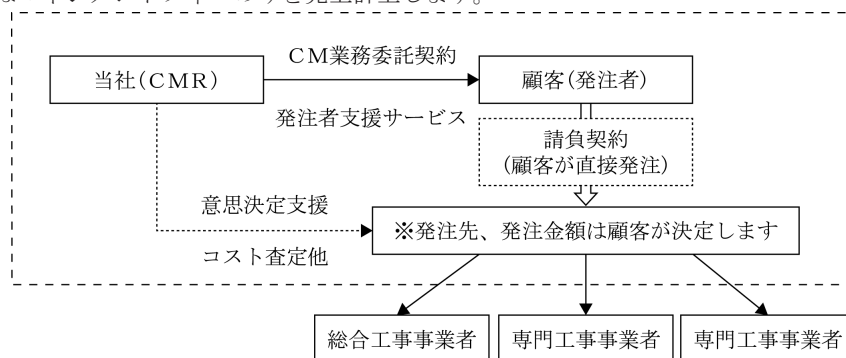 CM業務委託契約
当社(CMR)
顧客(発注者)
発注者支援サービス
請負契約
(顧客が直接発注)
意思決定支援
※発注先、発注金額は顧客が決定します
コスト査定他
総合工事事業者
専門工事事業者
専門工事事業者